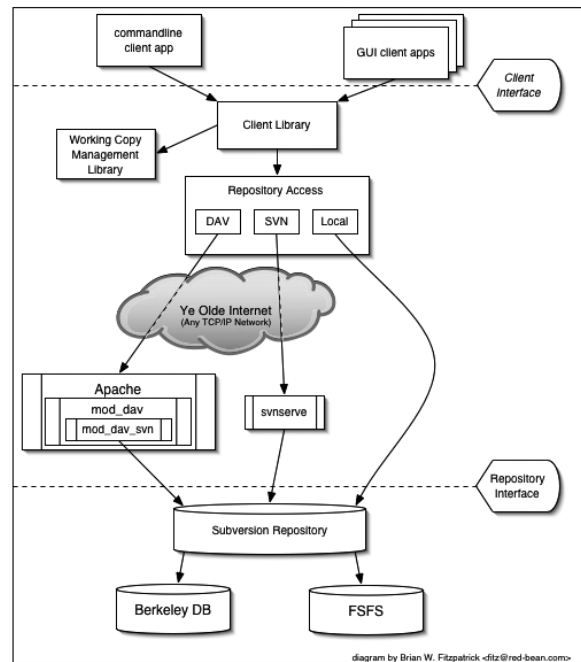 commandline
client app
GUI client apps
Client
Interface
Client Library
Working Copy
Management
Library
Repository Access
DAV
SVN
Local
Ye Olde Internet
(Any TCP/IP Network)
Apache
mod_dav
mod_dav_svn
svnserve
Repository
Interface
Subversion Repository
Berkeley DB
FSFS
diagram by Brian W. Fitzpatrick <fitz@red-bean.com>